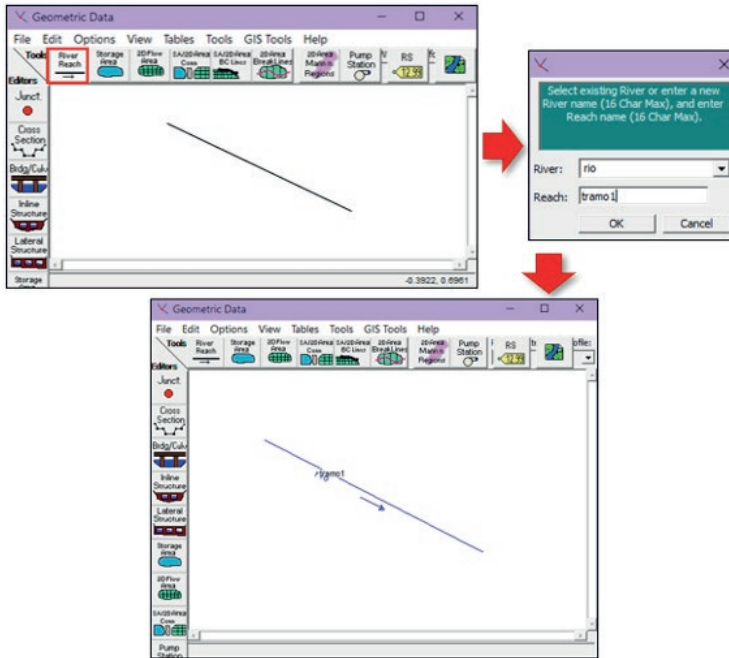 Geometric Data
File Edit Options View Tables Tools GIS Tools Help
Tools
River Reach
Storage Area
2D Flow Area
SA/2D Area Conn
SA/2D Area BC Lines
2D Area BreakLines
2D Area Mann n Regions
Pump Station
RS
Editors
Junct.
Cross Section
Brdg/Culv
Inline Structure
Lateral Structure
Storage Area
-0.3922, 0.6961
Select existing River or enter a new
River name (16 Char Max), and enter
Reach name (16 Char Max).
River: rio
Reach: tramo1
OK Cancel
Geometric Data
File Edit Options View Tables Tools GIS Tools Help
Tools
River Reach
Storage Area
2D Flow Area
SA/2D Area Conn
SA/2D Area BC Lines
2D Area BreakLines
2D Area Mann n Regions
Pump Station
RS
ofile:
Editors
Junct.
Cross Section
Brdg/Culv
Inline Structure
Lateral Structure
Storage Area
2D Flow Area
SA/2D Area Conn
Pump Station
tramo1